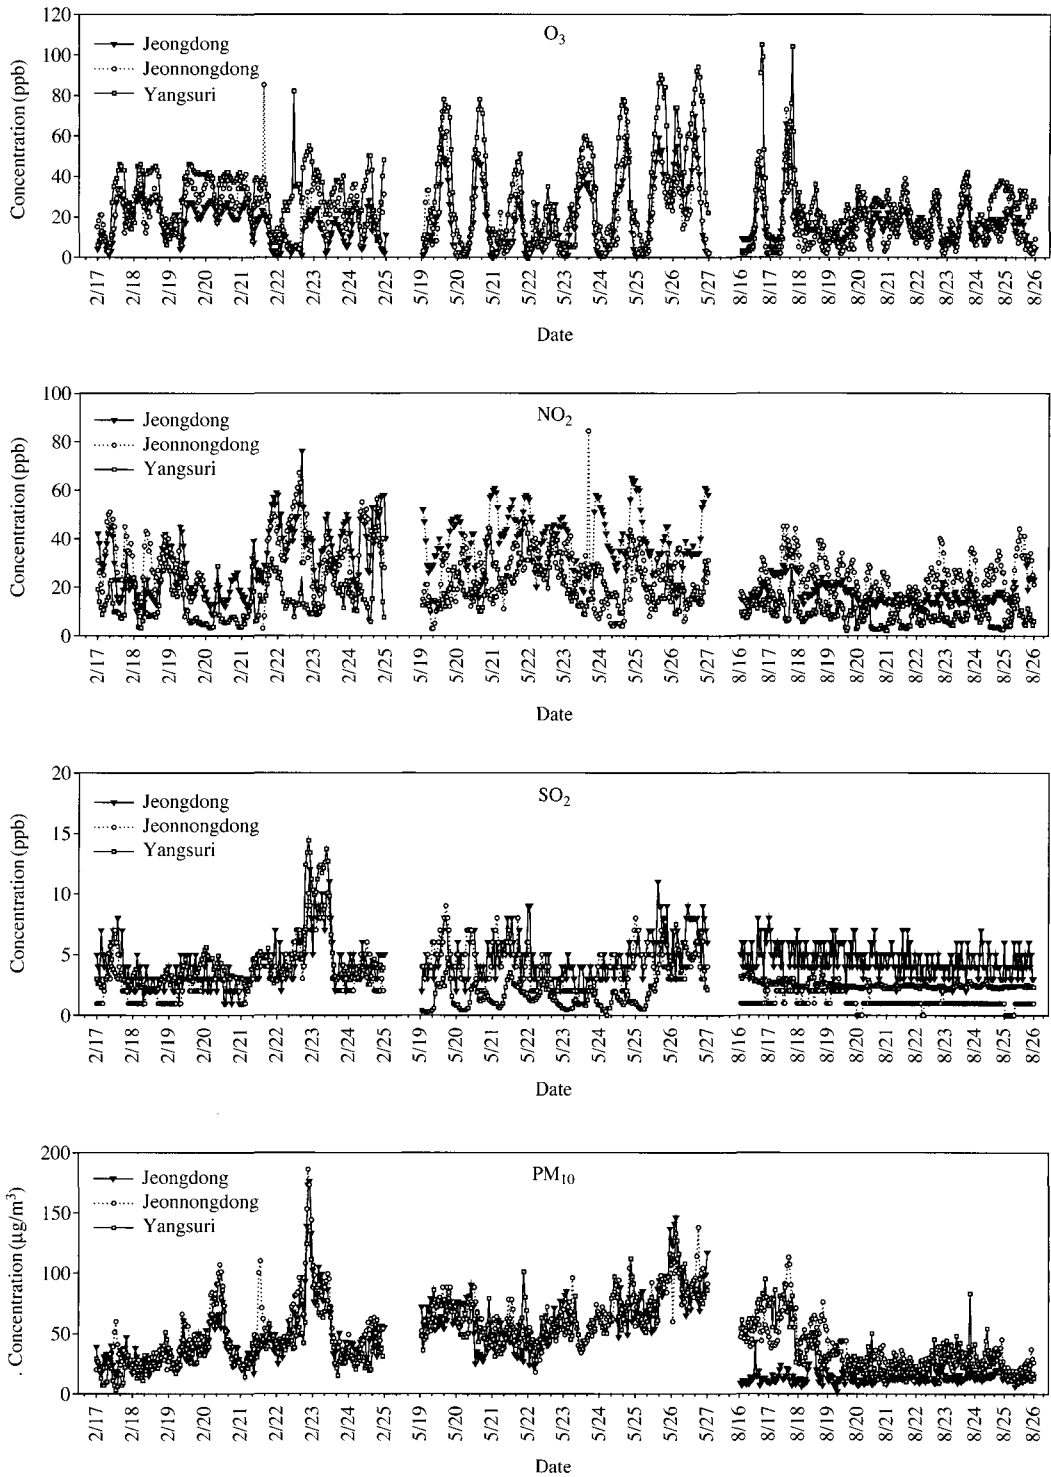 O3
Jeongdong
Jeonnongdong
Yangsuri
Concentration (ppb)
120
100
80
60
40
20
0
2/17 2/18 2/19 2/20 2/21 2/22 2/23 2/25 5/19 5/20 5/21 5/22 5/23 5/24 5/25 5/26 5/27 8/16 8/17 8/18 8/19 8/20 8/21 8/22 8/23 8/24 8/25 8/26
Date
NO2
Jeongdong
Jeonnongdong
Yangsuri
Concentration (ppb)
100
80
60
40
20
0
2/17 2/18 2/19 2/20 2/21 2/22 2/23 2/24 2/25 5/19 5/20 5/21 5/22 5/23 5/24 5/25 5/26 5/27 8/16 8/17 8/18 8/19 8/20 8/21 8/22 8/23 8/24 8/25 8/26
Date
SO2
Jeongdong
Jeonnongdong
Yangsuri
Concentration (ppb)
20
15
10
5
0
2/17 2/18 2/19 2/20 2/21 2/22 2/23 2/24 2/25 5/19 5/20 5/21 5/22 5/23 5/24 5/25 5/26 5/27 8/16 8/17 8/18 8/19 8/20 8/21 8/22 8/23 8/24 8/25 8/26
Date
PM10
Jeongdong
Jeonnongdong
Yangsuri
Concentration (μg/m³)
200
150
100
50
0
2/17 2/18 2/19 2/20 2/21 2/22 2/23 2/24 2/25 5/19 5/20 5/21 5/22 5/23 5/24 5/25 5/26 5/27 8/16 8/17 8/18 8/19 8/20 8/21 8/22 8/23 8/24 8/25 8/26
Date